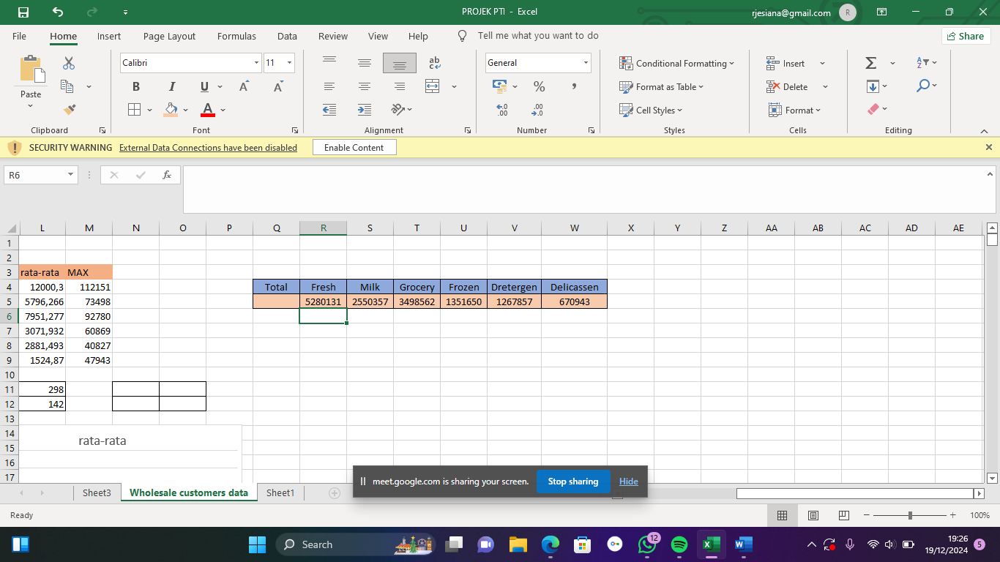 PROJEK PTI - Excel
rjesiana@gmail.com
R
File Home Insert Page Layout Formulas Data Review View Help Tell me what you want to do
Share
Calibri 11 ab c General Conditional Formatting Insert Σ A Z
Paste B I U A A % , Format as Table Delete
A ←0 .00 .00 →.0 Cell Styles Format
Clipboard Font Alignment Number Styles Cells Editing
! SECURITY WARNING External Data Connections have been disabled Enable Content
R6 fx
L M N O P Q R S T U V W X Y Z AA AB AC AD AE
1
2
3 rata-rata MAX
4 12000,3 112151 Total Fresh Milk Grocery Frozen Dretergen Delicassen
5 5796,266 73498 5280131 2550357 3498562 1351650 1267857 670943
6 7951,277 92780
7 3071,932 60869
8 2881,493 40827
9 1524,87 47943
10
11 298
12 142
13
14 rata-rata
15
16
17
meet.google.com is sharing your screen. Stop sharing Hide
Sheet3 Wholesale customers data Sheet1
Ready 100%
Search 12 19:26
19/12/2024 5